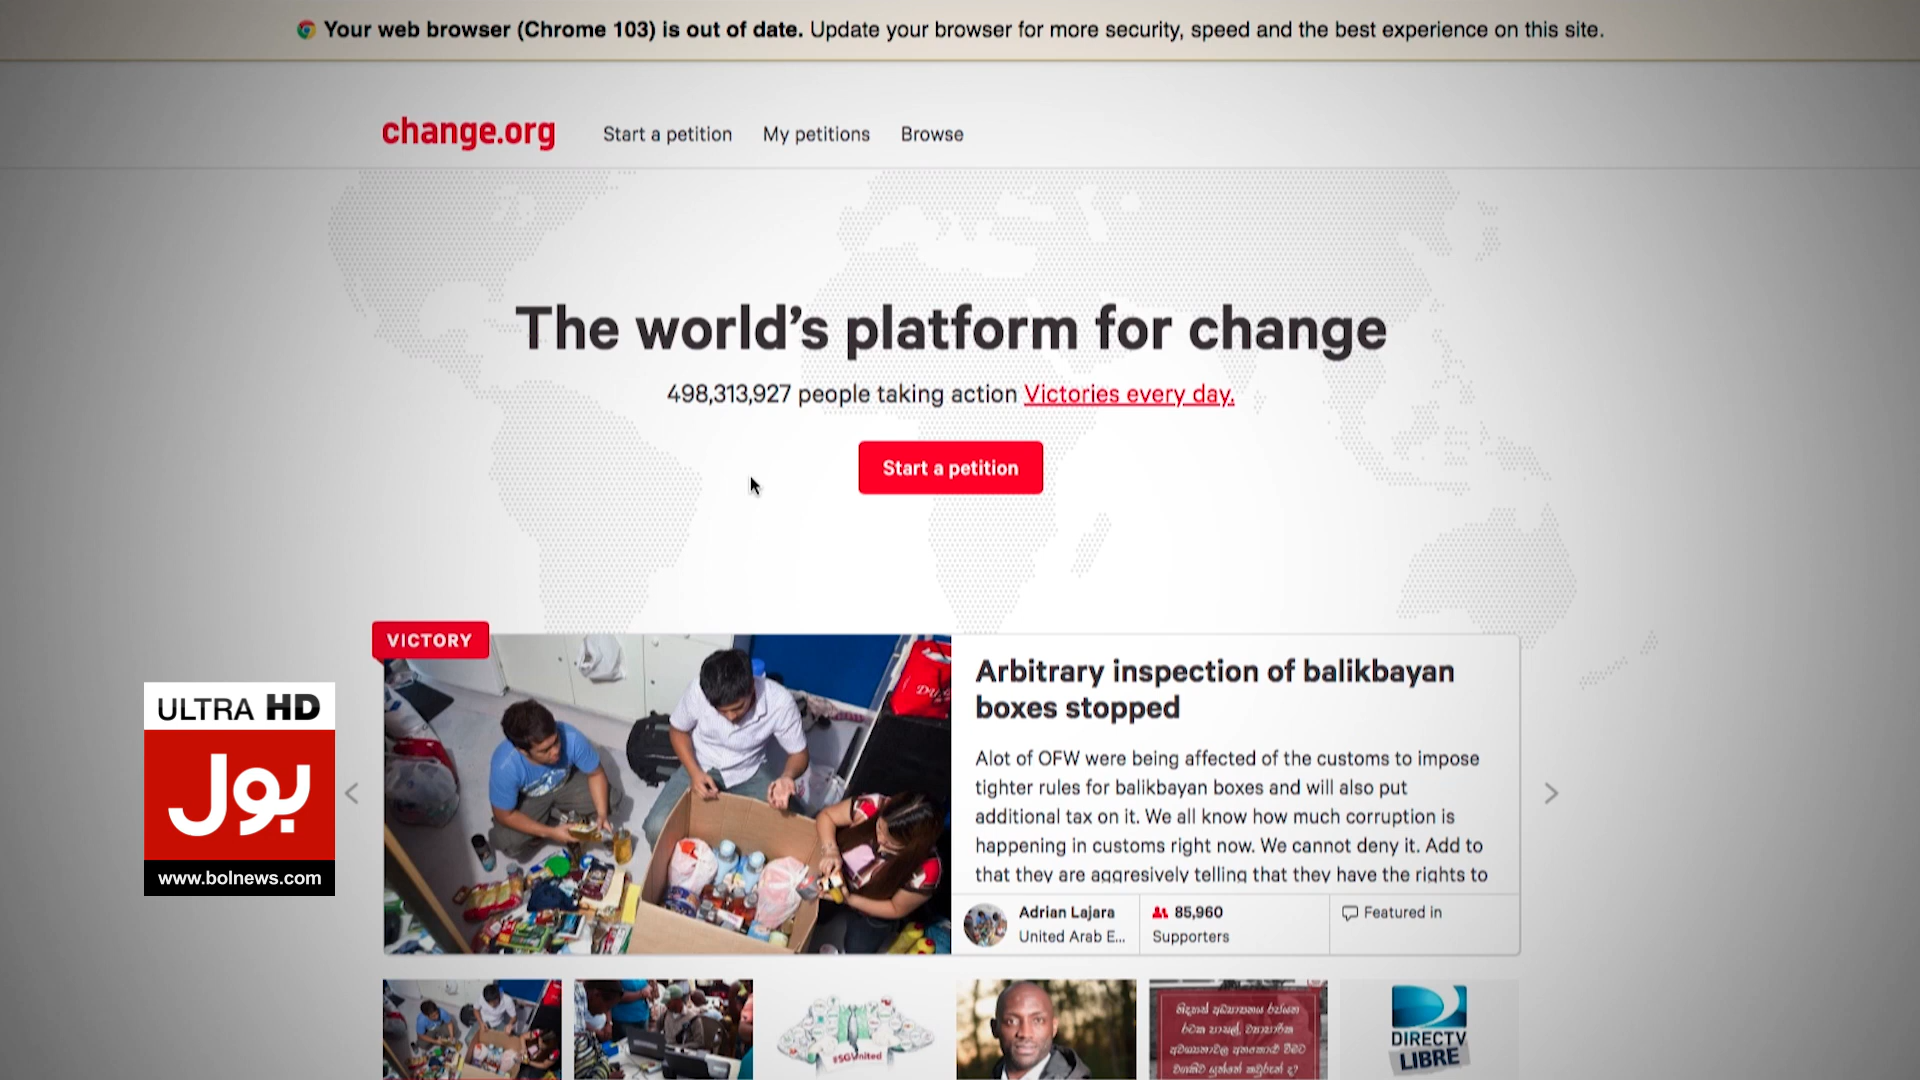 Your web browser (Chrome 103) is out of date. Update your browser for more security, speed and the best experience on this site.
change.org
Start a petition
My petitions
Browse
The world's platform for change
498,313,927 people taking action Victories every day.
Start a petition
VICTORY
Arbitrary inspection of balikbayan
boxes stopped
Alot of OFW were being affected of the customs to impose
tighter rules for balikbayan boxes and will also put
additional tax on it. We all know how much corruption is
happening in customs right now. We cannot deny it. Add to
that they are aggresively telling that they have the rights to
Adrian Lajara
United Arab E...
85,960
Supporters
Featured in
ULTRA HD
بول
www.bolnews.com
#SGUnited
DIRECTV
LIBRE